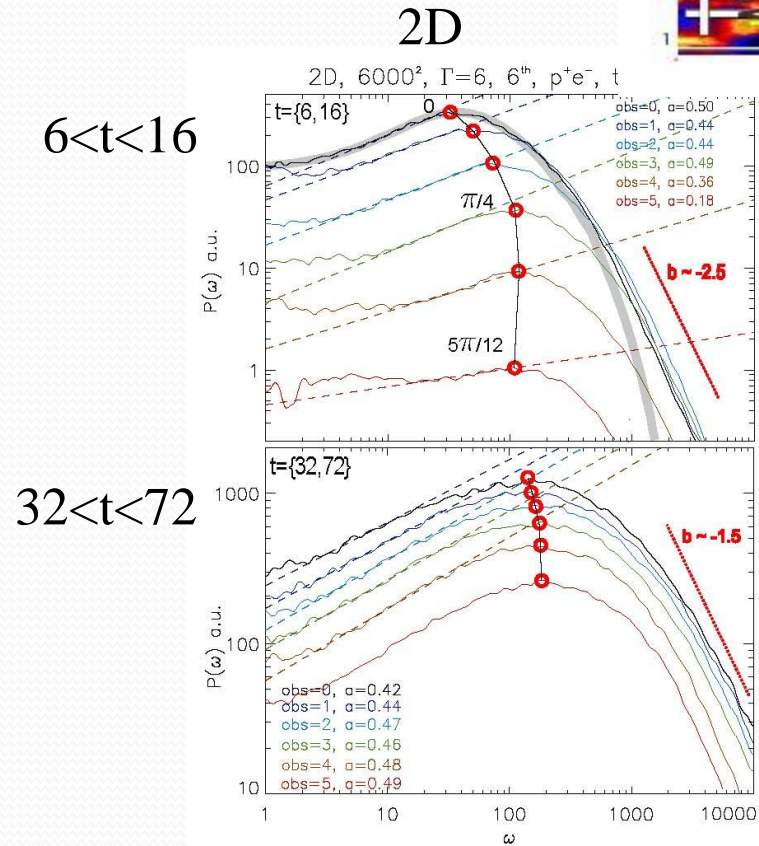 2D
1
2D, 6000², Γ=6, 6ᵗʰ, p⁺e⁻, t
6<t<16
t={6,16}
0
obs=0, a=0.50
obs=1, a=0.44
obs=2, a=0.44
obs=3, a=0.49
obs=4, a=0.36
obs=5, a=0.18
100
π/4
10
b ~ -2.5
P(ω) a.u.
5π/12
1
32<t<72
t={32,72}
1000
b ~ -1.5
P(ω) a.u.
100
obs=0, a=0.42
obs=1, a=0.44
obs=2, a=0.47
obs=3, a=0.46
obs=4, a=0.48
obs=5, a=0.49
10
1 10 100 1000 10000
ω